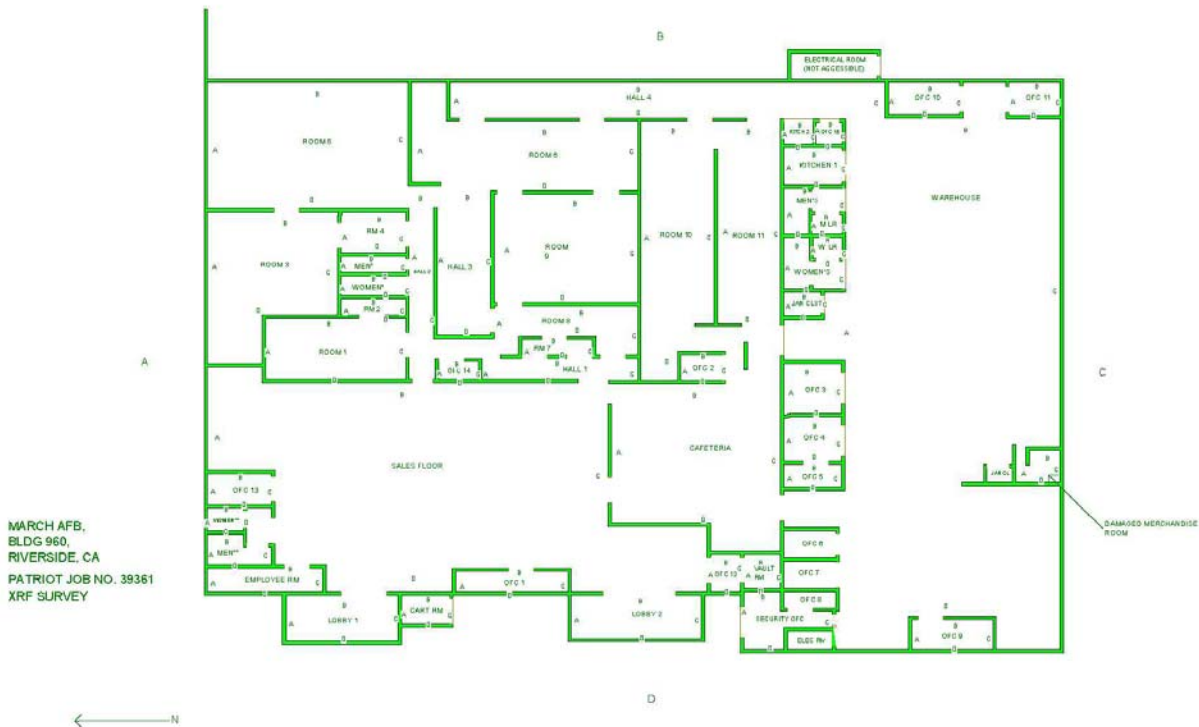 B
ELECTRICAL ROOM
(NOT ACCESSIBLE)
HALL 4
OFC 10
OFC 11
ROOM 5
ROOM 6
KITCHEN 1
WAREHOUSE
MEN'S
M LR
RM 4
MEN*
ROOM 3
HALL 3
ROOM
9
ROOM 10
ROOM 11
W LR
WOMEN'S
WOMEN*
RM 2
JAN CLST
ROOM 8
ROOM 1
RM 7
HALL 1
OFC 14
OFC 2
A
C
OFC 3
OFC 4
CAFETERIA
SALES FLOOR
OFC 5
JAN CL
OFC 13
MARCH AFB,
BLDG 960,
RIVERSIDE, CA
PATRIOT JOB NO. 39361
XRF SURVEY
MEN**
DAMAGED MERCHANDISE
ROOM
OFC 6
EMPLOYEE RM
OFC 1
OFC 12
VAULT
RM
OFC 7
OFC 8
LOBBY 1
CART RM
LOBBY 2
SECURITY OFC
ELEC RM
OFC 9
D
N